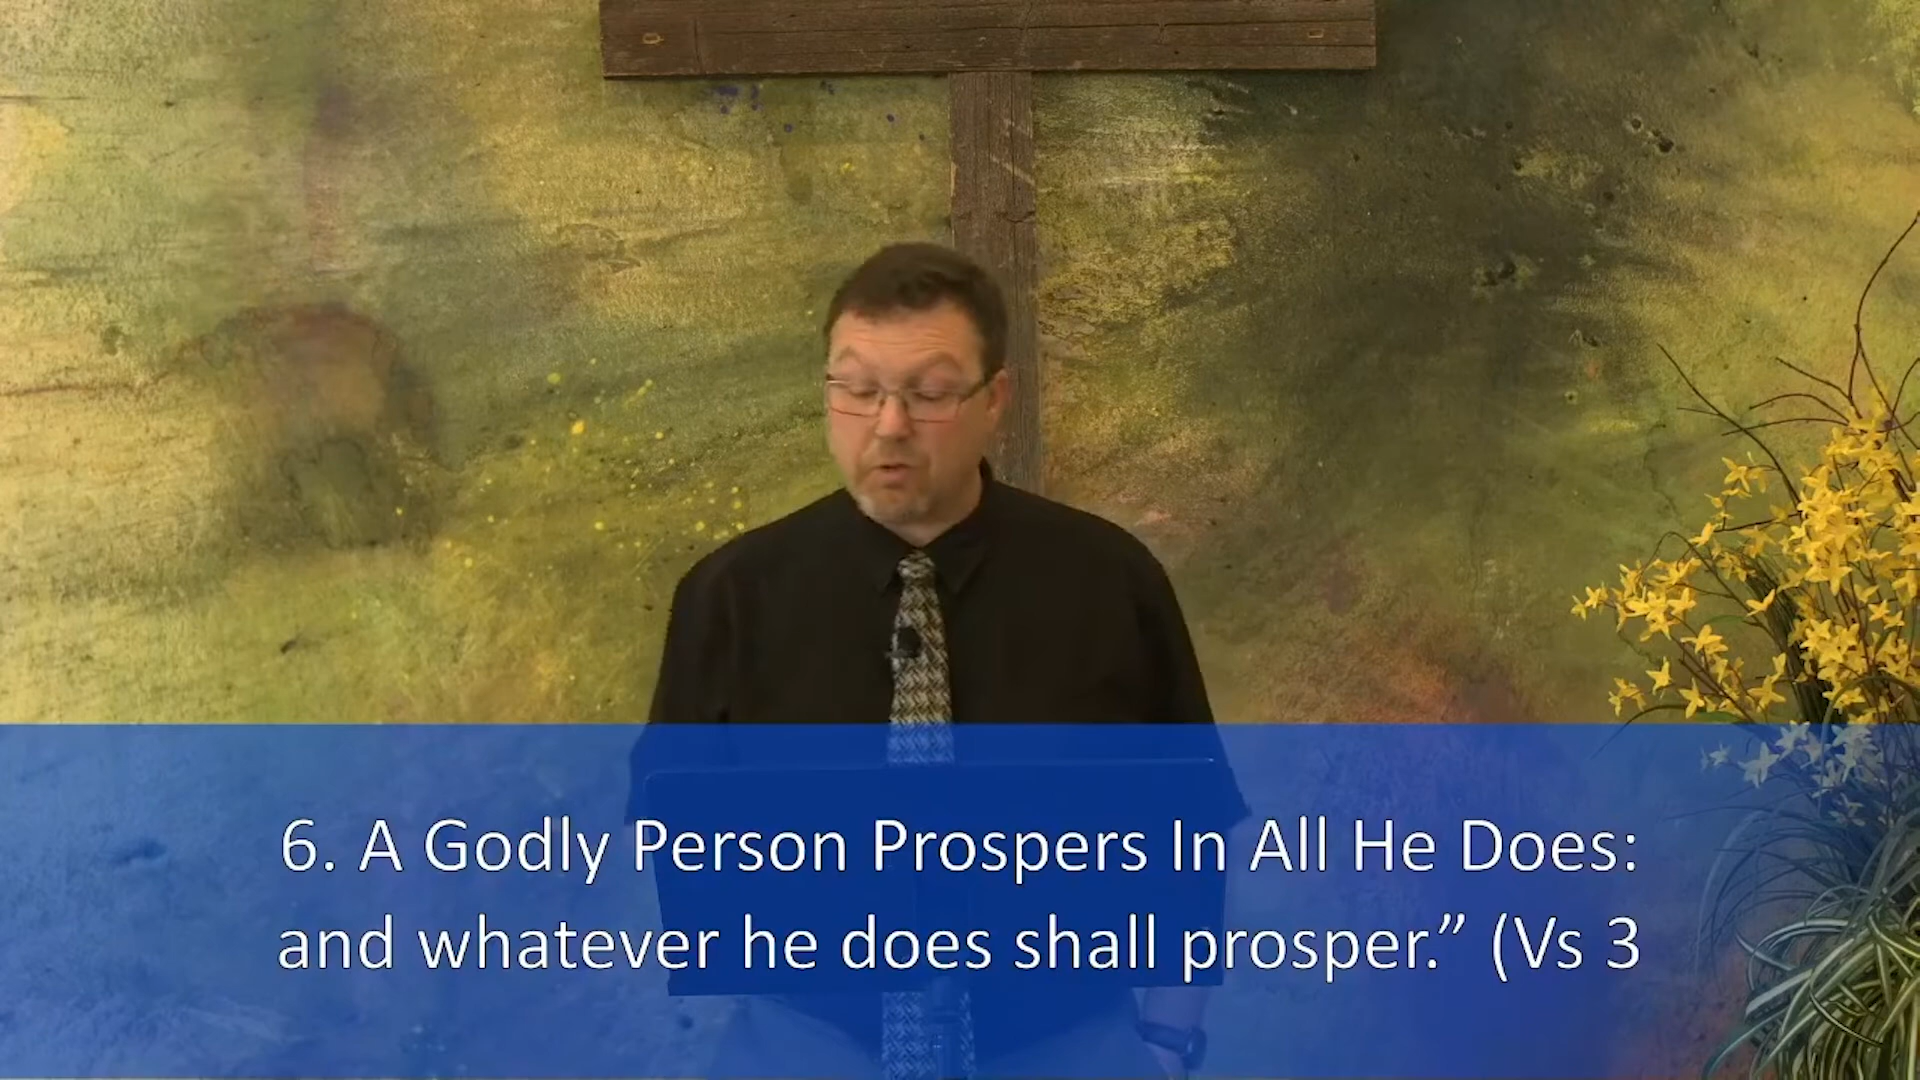 6. A Godly Person Prospers In All He Does:
and whatever he does shall prosper.” (Vs 3